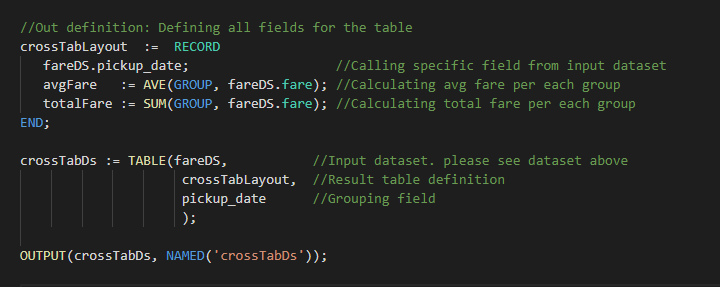 //Out definition: Defining all fields for the table
crossTabLayout  :=  RECORD
   fareDS.pickup_date;                   //Calling specific field from input dataset
   avgFare   := AVE(GROUP, fareDS.fare); //Calculating avg fare per each group
   totalFare := SUM(GROUP, fareDS.fare); //Calculating total fare per each group
END;
crossTabDs := TABLE(fareDS,           //Input dataset. please see dataset above
                     crossTabLayout,  //Result table definition
                     pickup_date      //Grouping field
                     );
OUTPUT(crossTabDs, NAMED('crossTabDs'));